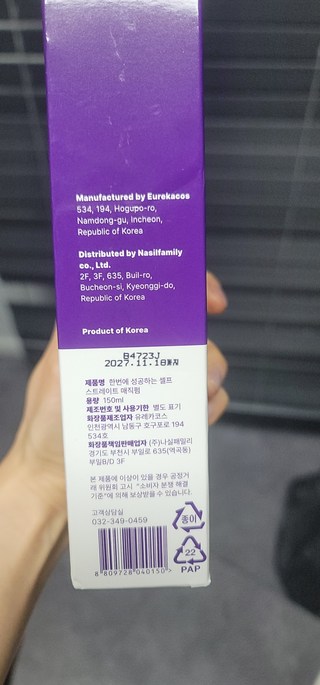 Manufactured by Eurekacos
534, 194, Hogupo-ro,
Namdong-gu, Incheon,
Republic of Korea
Distributed by Nasilfamily
co., Ltd.
2F, 3F, 635, Buil-ro,
Bucheon-si, Kyeonggi-do,
Republic of Korea
Product of Korea
B4723J
2027.11.18까지
제품명 한번에 성공하는 셀프
스트레이트 매직펌
용량 150ml
제조번호 및 사용기한 별도 표기
화장품제조업자 유레카코스
인천광역시 남동구 호구포로 194
534호
화장품책임판매업자 (주)나실패밀리
경기도 부천시 부일로 635(역곡동)
부일B/D 3F
본 제품에 이상이 있을 경우 공정거
래 위원회 고시 "소비자 분쟁 해결
기준"에 의해 보상받을 수 있습니다.
고객상담실
032-349-0459
종이
22
PAP
8 809728 040150 >